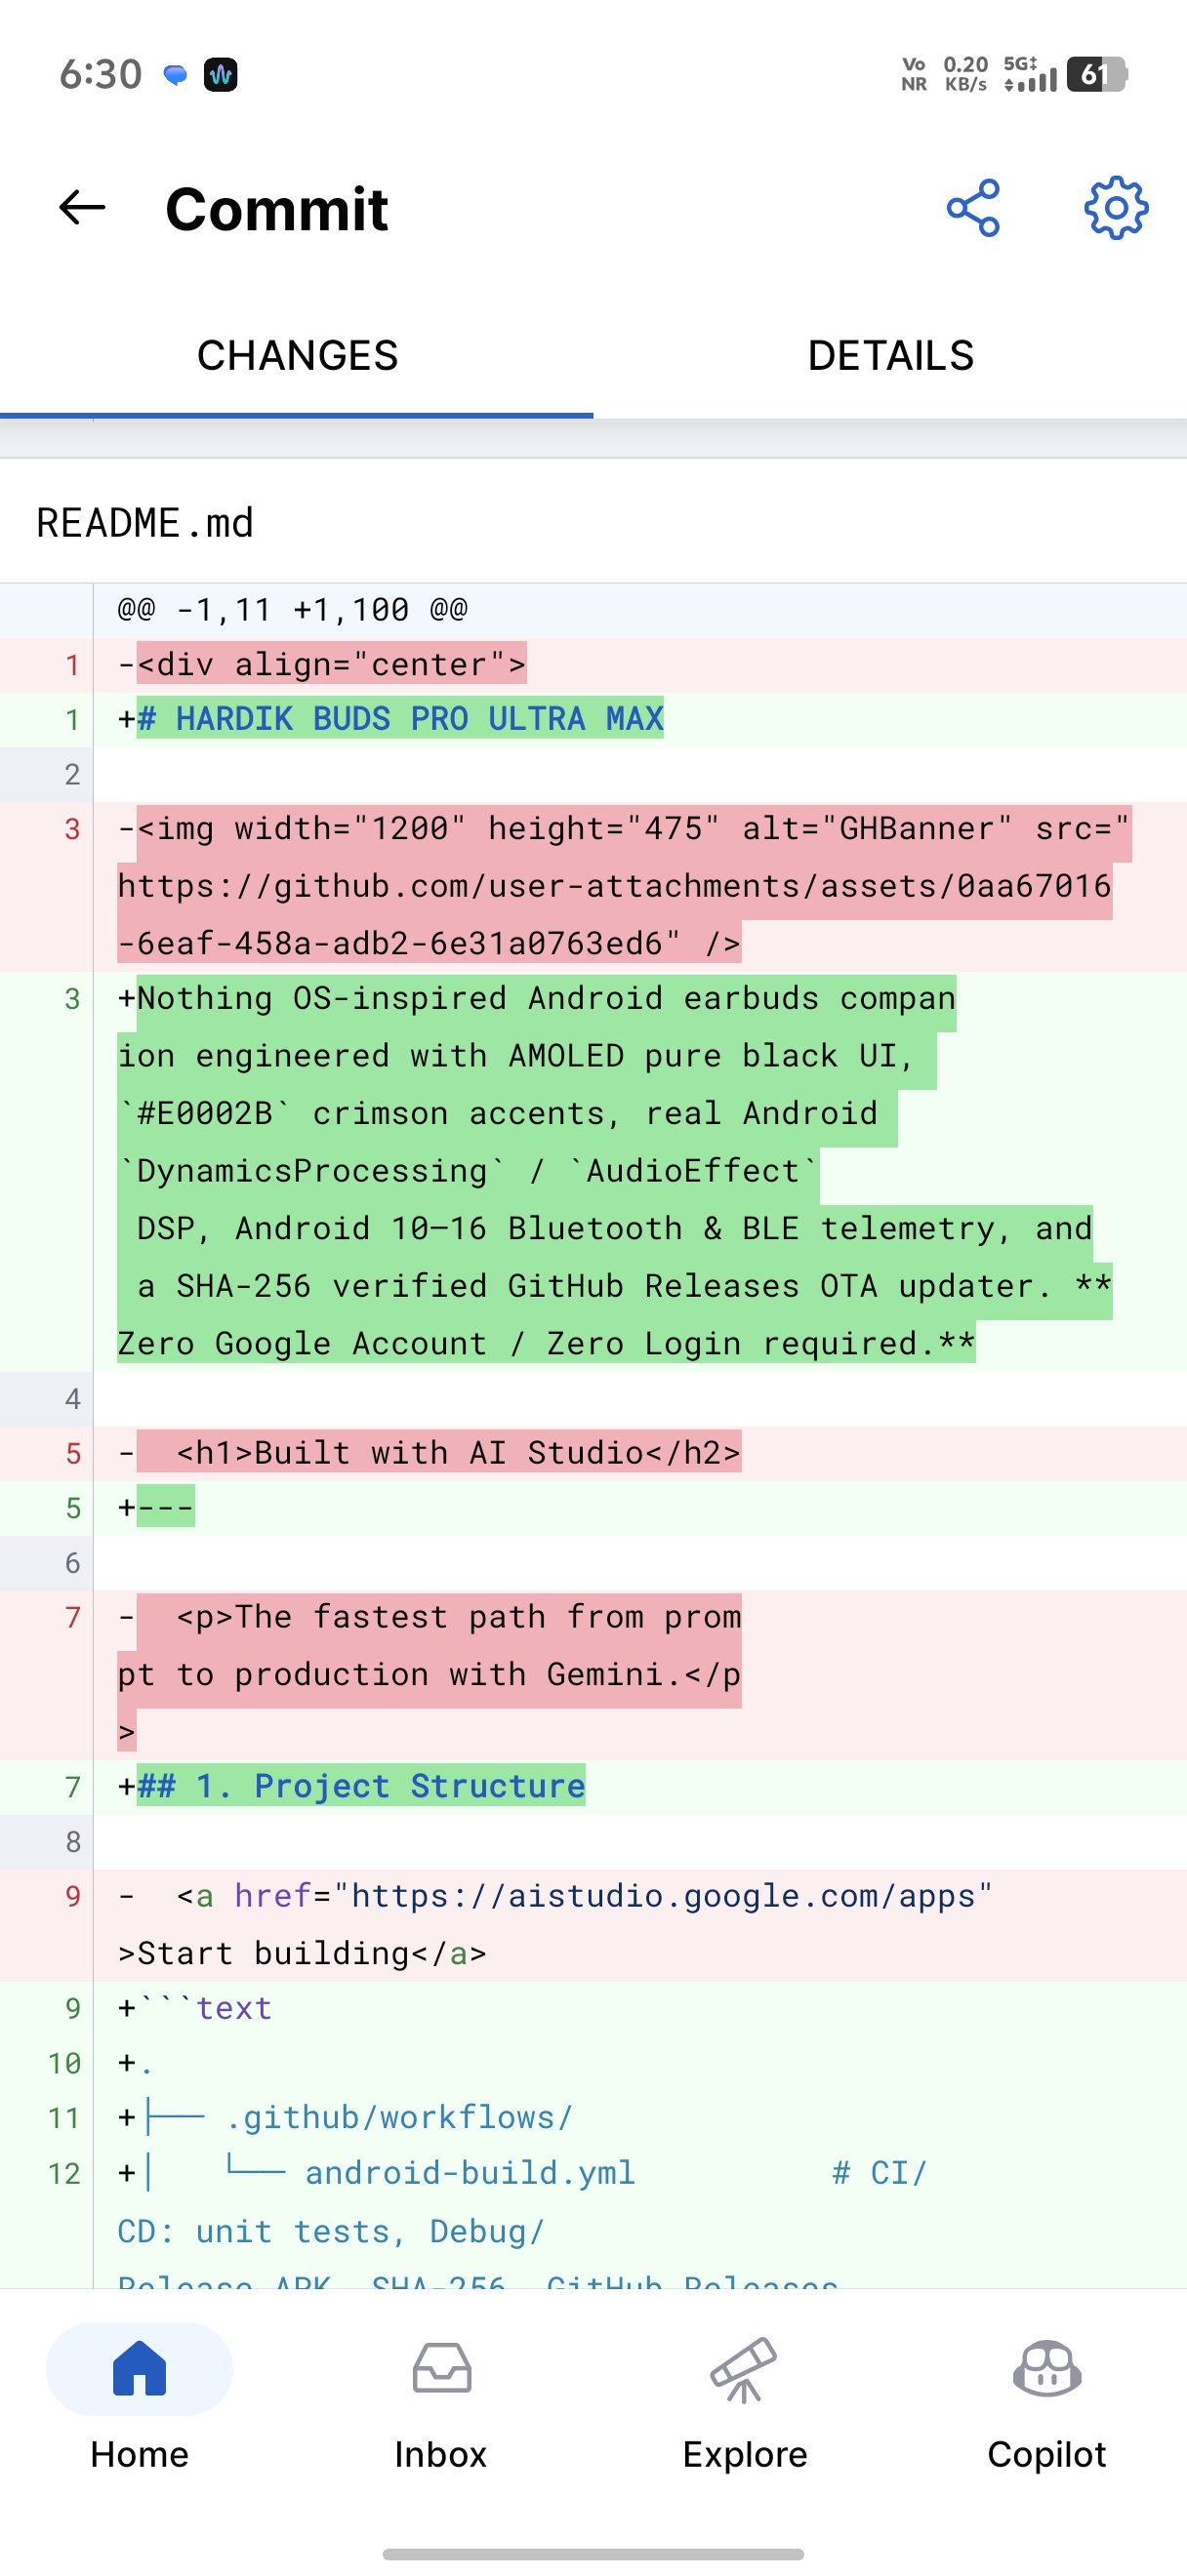 6:30
Vo NR 0.20 KB/s 5G 61
Commit
CHANGES DETAILS
README.md
@@ -1,11 +1,100 @@
1 -<div align="center">
1 +# HARDIK BUDS PRO ULTRA MAX
2
3 -<img width="1200" height="475" alt="GHBanner" src="
https://github.com/user-attachments/assets/0aa67016
-6eaf-458a-adb2-6e31a0763ed6" />
3 +Nothing OS-inspired Android earbuds compan
ion engineered with AMOLED pure black UI,
`#E0002B` crimson accents, real Android
`DynamicsProcessing` / `AudioEffect`
DSP, Android 10–16 Bluetooth & BLE telemetry, and
a SHA-256 verified GitHub Releases OTA updater. **
Zero Google Account / Zero Login required.**
4
5 -  <h1>Built with AI Studio</h2>
5 +---
6
7 -  <p>The fastest path from prom
pt to production with Gemini.</p
>
7 +## 1. Project Structure
8
9 -  <a href="https://aistudio.google.com/apps"
>Start building</a>
9 +```text
10 +.
11 +├── .github/workflows/
12 +│   └── android-build.yml          # CI/
CD: unit tests, Debug/
Release APK, SHA-256, GitHub Releases
Home Inbox Explore Copilot